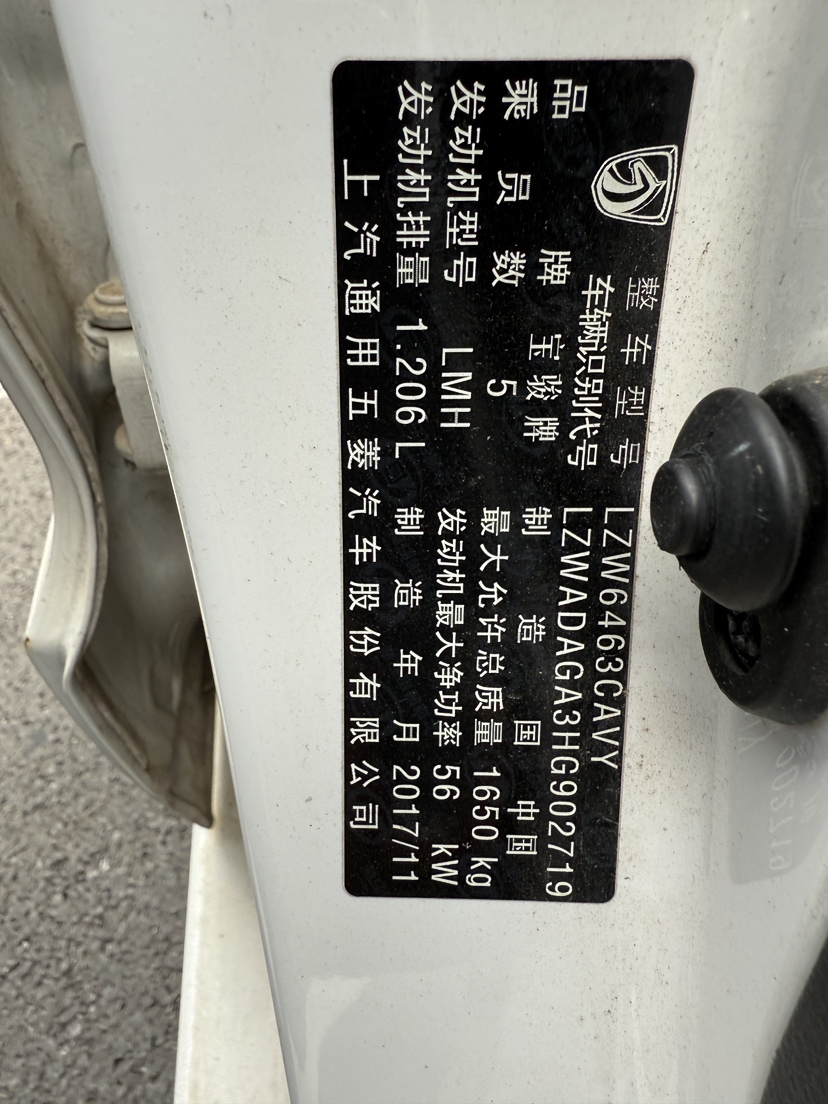 整车型号 LZW6463CAVY
车辆识别代号 LZWADAGA3HG902719
品牌 宝骏牌 制造国 中国
乘员数 5 最大允许总质量 1650 kg
发动机型号 LMH 发动机最大净功率 56 kW
发动机排量 1.206 L 制造年月 2017/11
上汽通用五菱汽车股份有限公司